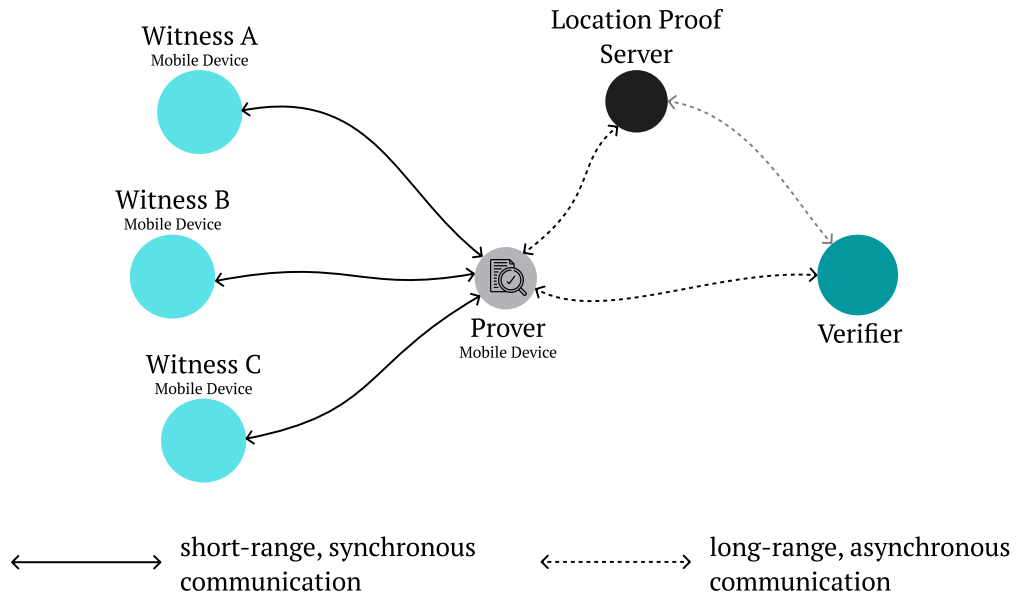 Witness A
Mobile Device
Location Proof
Server
Witness B
Mobile Device
Prover
Mobile Device
Verifier
Witness C
Mobile Device
short-range, synchronous
communication
long-range, asynchronous
communication